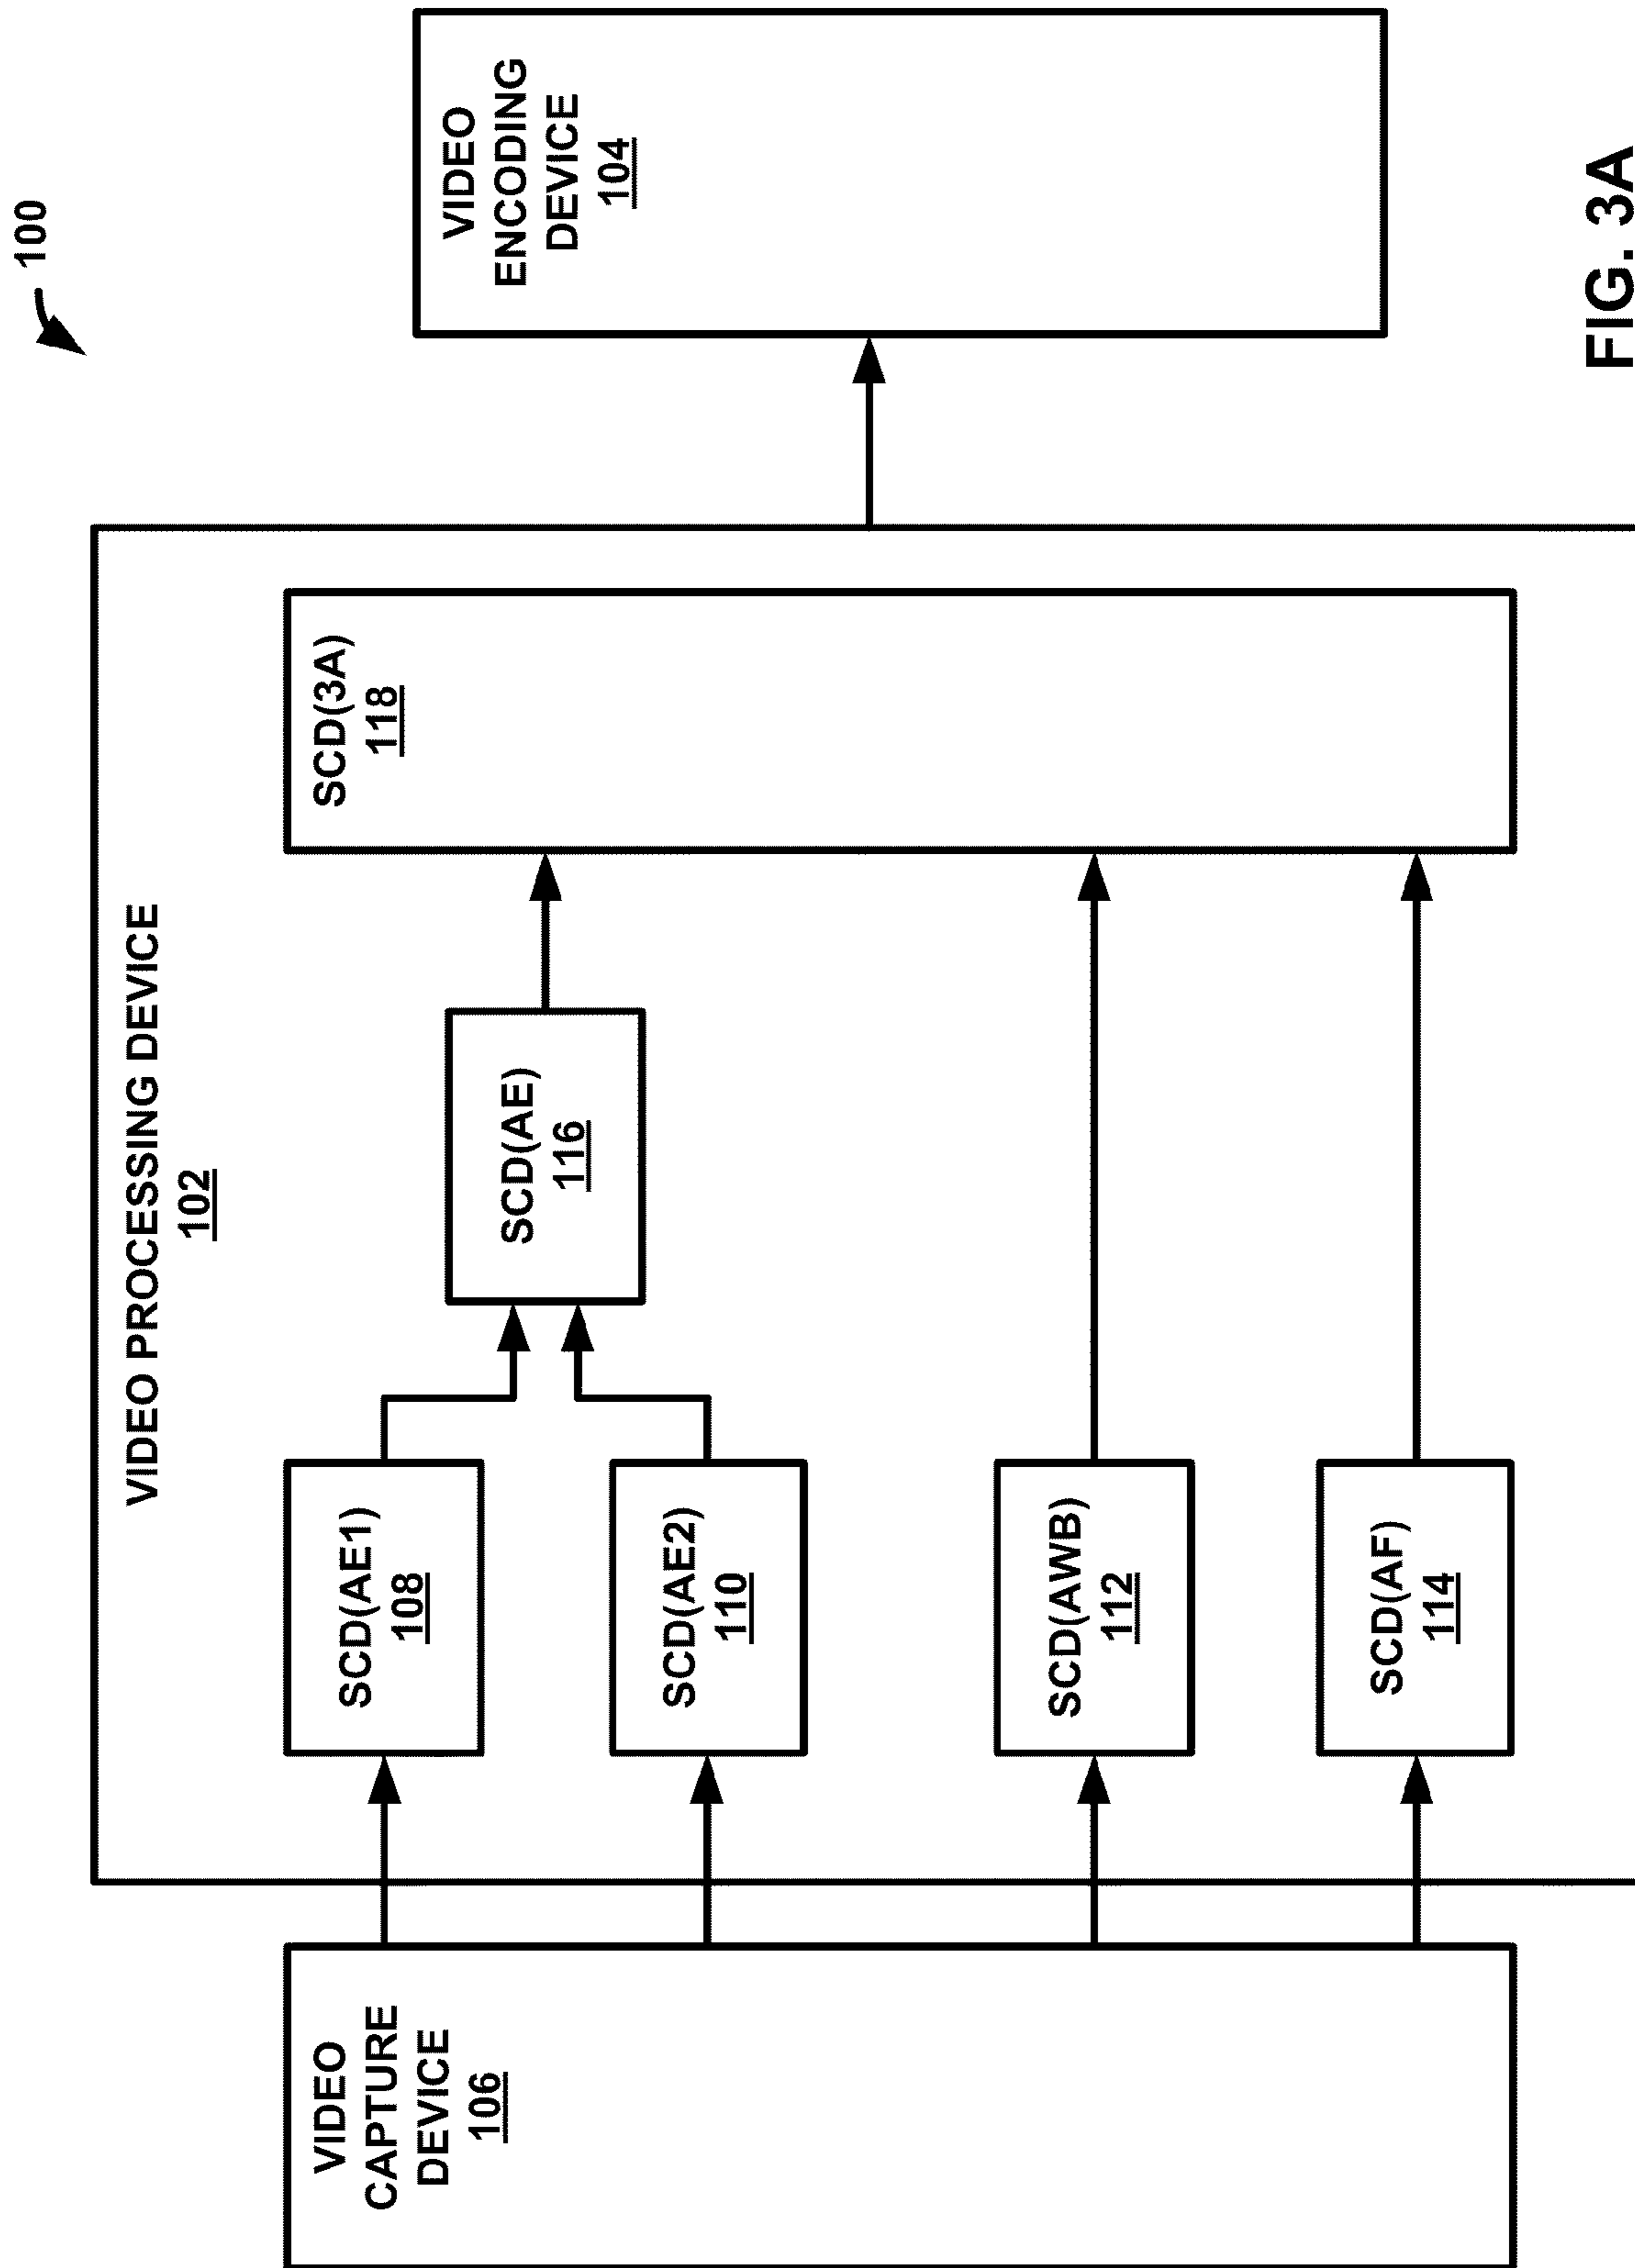 100
VIDEO PROCESSING DEVICE
102
VIDEO
CAPTURE
DEVICE
106
SCD(AE1)
108
SCD(AE2)
110
SCD(AWB)
112
SCD(AF)
114
SCD(AE)
116
SCD(3A)
118
VIDEO
ENCODING
DEVICE
104
FIG. 3A